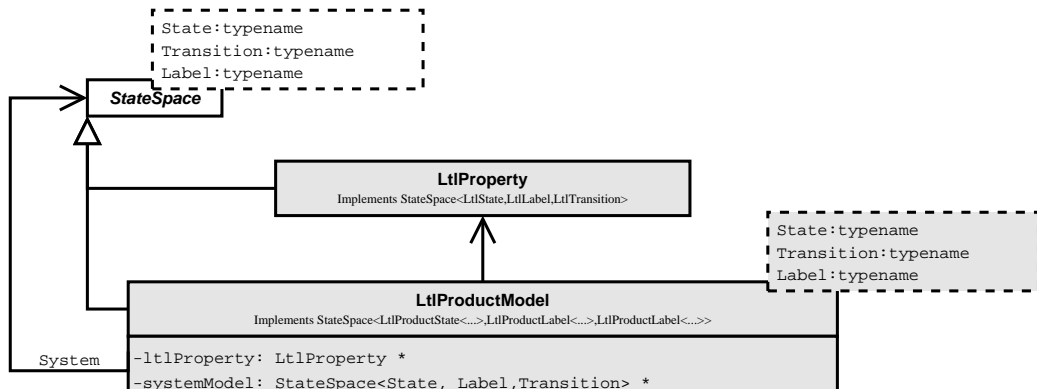 State:typename
Transition:typename
Label:typename
StateSpace
LtlProperty
Implements StateSpace<LtlState,LtlLabel,LtlTransition>
State:typename
Transition:typename
Label:typename
LtlProductModel
Implements StateSpace<LtlProductState<...>,LtlProductLabel<...>,LtlProductLabel<...>>
System
-ltlProperty: LtlProperty *
-systemModel: StateSpace<State, Label,Transition> *